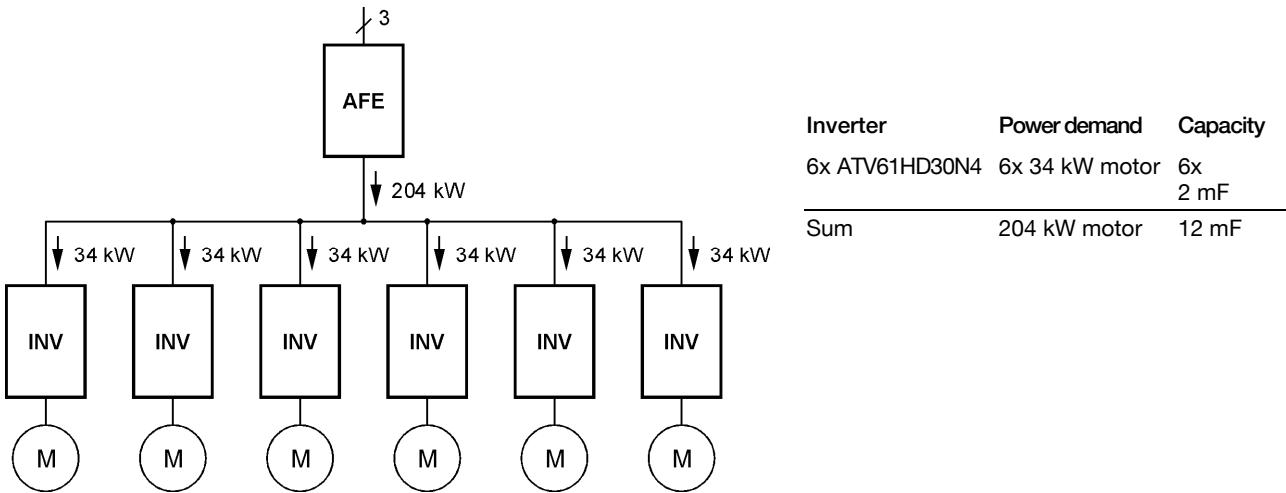 3
AFE
204 kW
34 kW 34 kW 34 kW 34 kW 34 kW 34 kW
INV INV INV INV INV INV
M M M M M M
Inverter Power demand Capacity
6x ATV61HD30N4 6x 34 kW motor 6x
2 mF
Sum 204 kW motor 12 mF